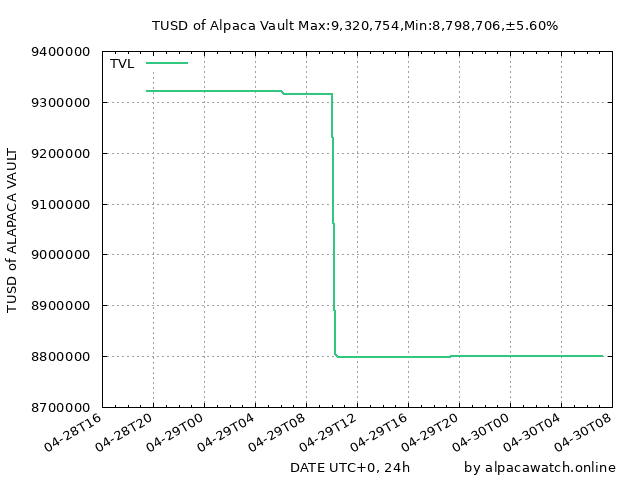 TUSD of Alpaca Vault Max:9,320,754,Min:8,798,706,±5.60%
TVL
9400000
9300000
9200000
9100000
9000000
8900000
8800000
8700000
TUSD of ALAPACA VAULT
04-28T16
04-28T20
04-29T00
04-29T04
04-29T08
04-29T12
04-29T16
04-29T20
04-30T00
04-30T04
04-30T08
DATE UTC+0, 24h
by alpacawatch.online